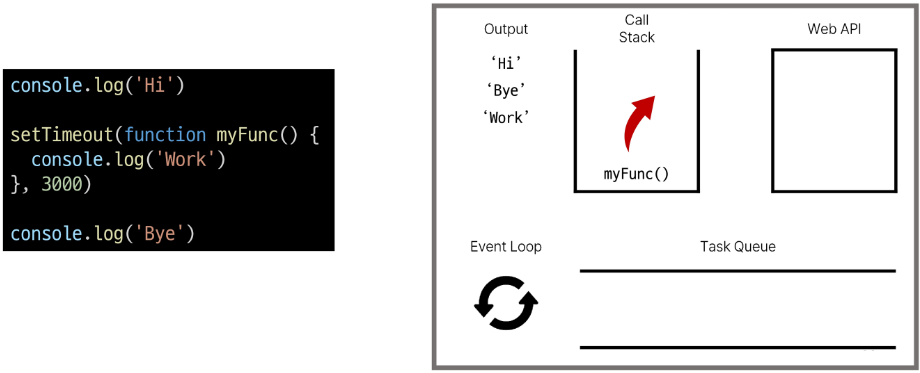 console.log('Hi')
setTimeout(function myFunc() {
  console.log('Work')
}, 3000)
console.log('Bye')
Output
‘Hi’
‘Bye’
‘Work’
Call
Stack
myFunc()
Web API
Event Loop
Task Queue